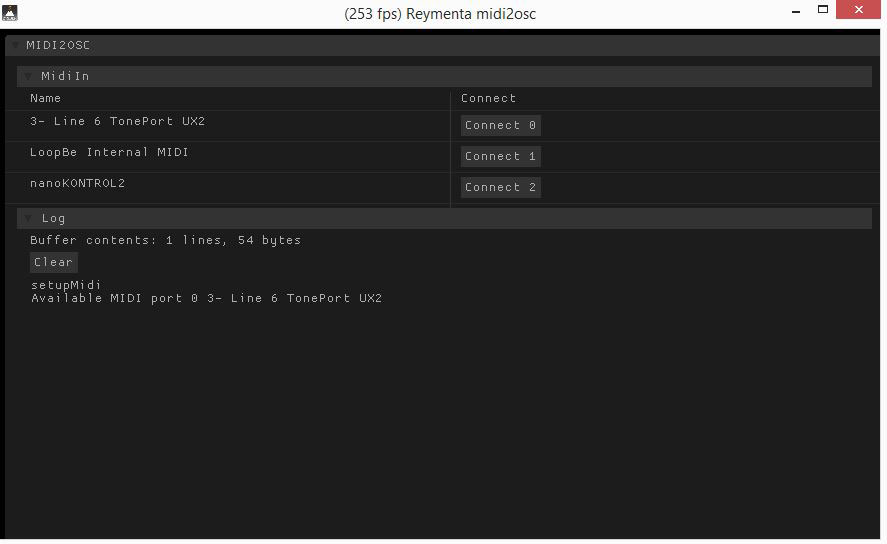 (253 fps) Reymenta midi2osc
MIDI2OSC
MidiIn
Name Connect
3- Line 6 TonePort UX2 Connect 0
LoopBe Internal MIDI Connect 1
nanoKONTROL2 Connect 2
Log
Buffer contents: 1 lines, 54 bytes
Clear
setupMidi
Available MIDI port 0 3- Line 6 TonePort UX2